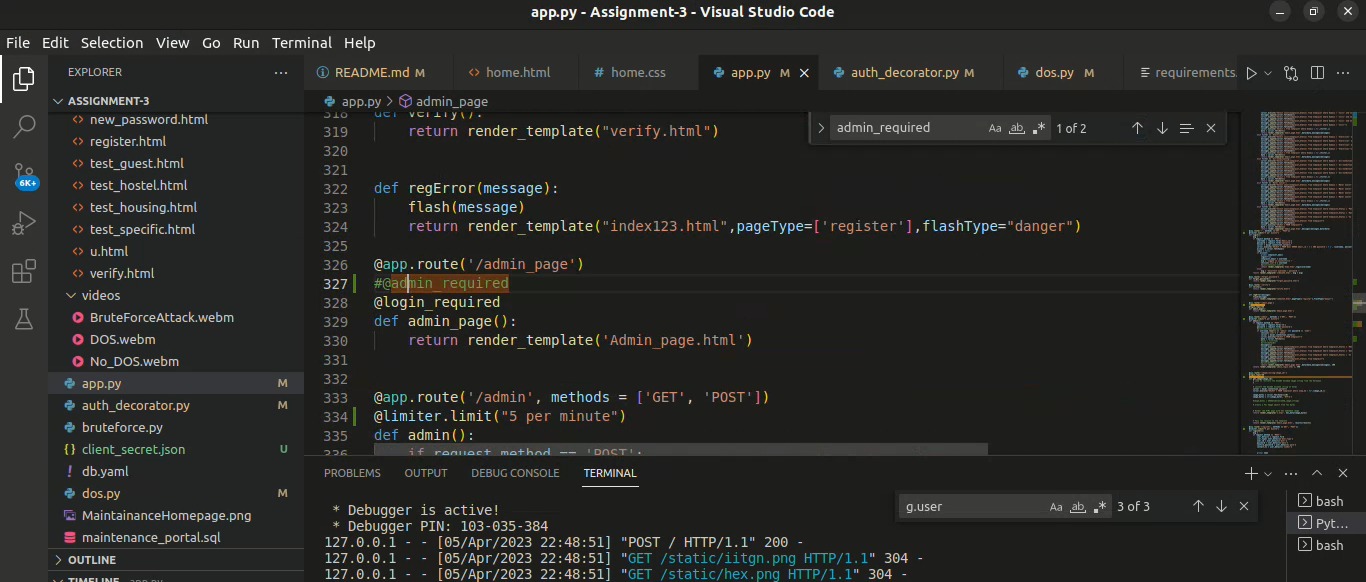 app.py - Assignment-3 - Visual Studio Code
File Edit Selection View Go Run Terminal Help
EXPLORER
README.md M
home.html
home.css
app.py M
auth_decorator.py M
dos.py M
requirements.
ASSIGNMENT-3
new_password.html
register.html
test_guest.html
test_hostel.html
test_housing.html
test_specific.html
u.html
verify.html
videos
BruteForceAttack.webm
DOS.webm
No_DOS.webm
app.py M
auth_decorator.py M
bruteforce.py
client_secret.json U
db.yaml
dos.py M
MaintainanceHomepage.png
maintenance_portal.sql
OUTLINE
TIMELINE app.py
6K+
app.py > admin_page
admin_required Aa ab .* 1 of 2
318 def verify():
319 return render_template("verify.html")
320
321
322 def regError(message):
323 flash(message)
324 return render_template("index123.html",pageType=['register'],flashType="danger")
325
326 @app.route('/admin_page')
327 #@admin_required
328 @login_required
329 def admin_page():
330 return render_template('Admin_page.html')
331
332
333 @app.route('/admin', methods = ['GET', 'POST'])
334 @limiter.limit("5 per minute")
335 def admin():
336 if request.method == 'POST':
PROBLEMS OUTPUT DEBUG CONSOLE TERMINAL
g.user Aa ab .* 3 of 3
* Debugger is active!
* Debugger PIN: 103-035-384
127.0.0.1 - - [05/Apr/2023 22:48:51] "POST / HTTP/1.1" 200 -
127.0.0.1 - - [05/Apr/2023 22:48:51] "GET /static/iitgn.png HTTP/1.1" 304 -
127.0.0.1 - - [05/Apr/2023 22:48:51] "GET /static/hex.png HTTP/1.1" 304 -
bash
Pyt...
bash